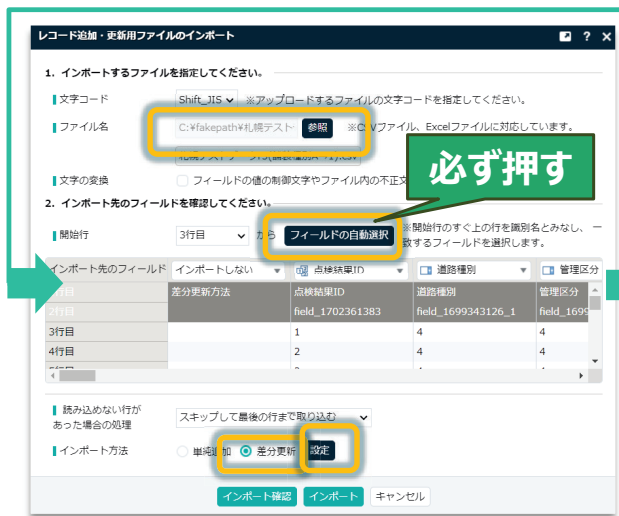 レコード追加・更新用ファイルのインポート
1. インポートするファイルを指定してください。
文字コード Shift_JIS ※アップロードするファイルの文字コードを指定してください。
ファイル名 C:¥fakepath¥札幌テスト 参照 ※CSVファイル、Excelファイルに対応しています。
必ず押す
文字の変換 フィールドの値の制御文字やファイル内の不正文
2. インポート先のフィールドを確認してください。
開始行 3行目 から フィールドの自動選択 ※開始行のすぐ上の行を識別名とみなし、一
致するフィールドを選択します。
インポート先のフィールド インポートしない 点検結果ID 道路種別 管理区分
1行目 差分更新方法 点検結果ID 道路種別 管理区分
2行目 field_1702361383 field_1699343126_1 field_1699
3行目 1 4 4
4行目 2 4 4
読み込めない行が
あった場合の処理 スキップして最後の行まで取り込む
インポート方法 単純追加 差分更新 設定
インポート確認 インポート キャンセル